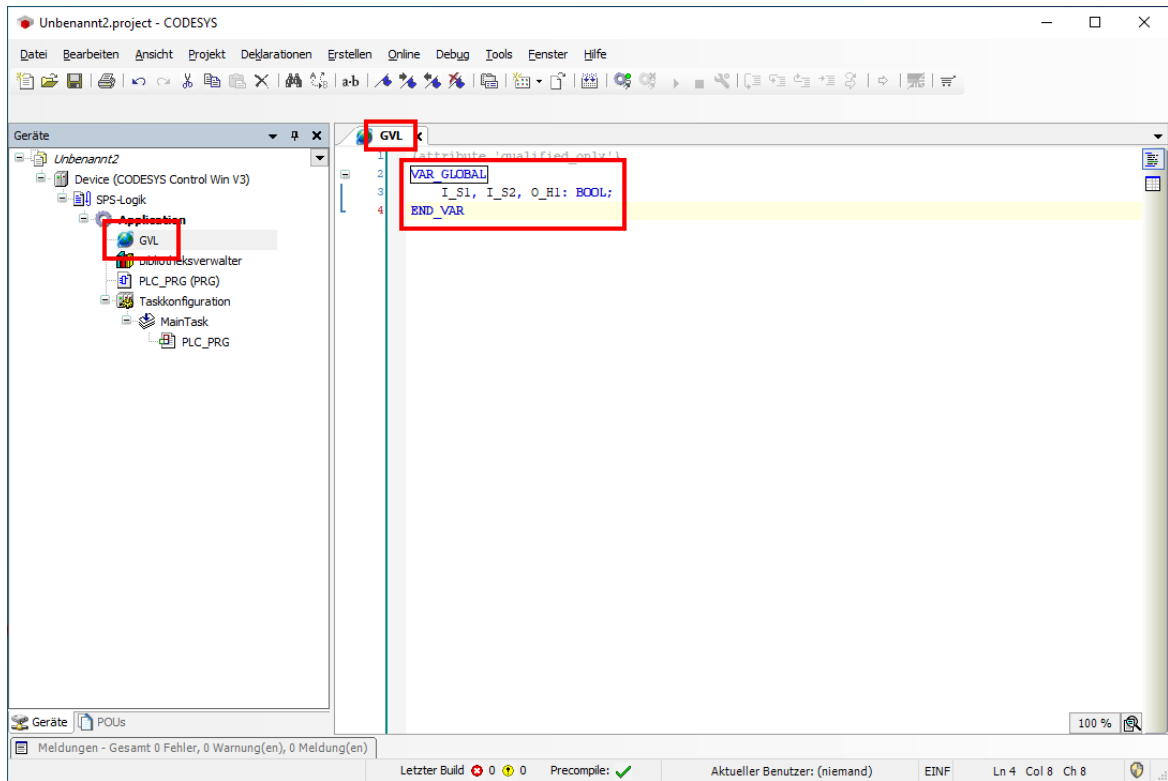 Unbenannt2.project - CODESYS
Datei Bearbeiten Ansicht Projekt Deklarationen Erstellen Online Debug Tools Fenster Hilfe
a·b
Geräte
GVL
Unbenannt2
Device (CODESYS Control Win V3)
SPS-Logik
Application
GVL
Bibliotheksverwalter
PLC_PRG (PRG)
Taskkonfiguration
MainTask
PLC_PRG
1 {attribute 'qualified_only'}
2 VAR_GLOBAL
3 I_S1, I_S2, O_H1: BOOL;
4 END_VAR
100 %
Geräte POUs
Meldungen - Gesamt 0 Fehler, 0 Warnung(en), 0 Meldung(en)
Letzter Build 0 0 Precompile: Aktueller Benutzer: (niemand) EINF Ln 4 Col 8 Ch 8